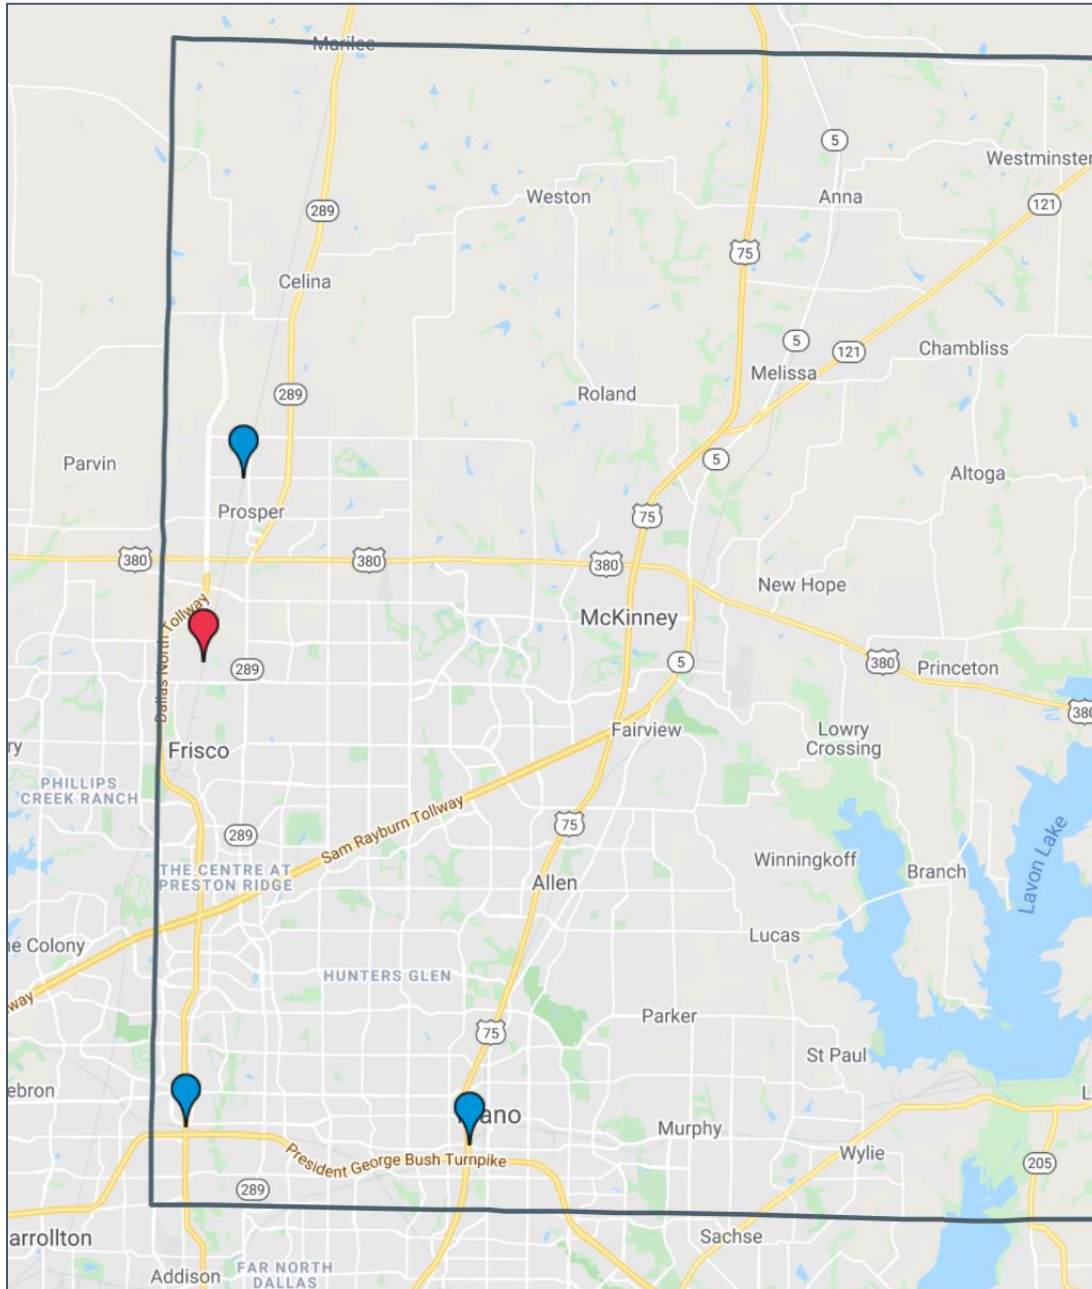 Marilee
5
Westminster
Weston
Anna
121
289
75
Celina
5
121
Chambliss
Melissa
289
Roland
Parvin
5
Altoga
Prosper
75
380
380
380
New Hope
McKinney
Dallas North Tollway
5
380
Princeton
289
380
Fairview
Lowry
Crossing
Frisco
PHILLIPS
CREEK RANCH
289
Sam Rayburn Tollway
75
Lavon Lake
THE CENTRE AT
PRESTON RIDGE
Winningkoff
Branch
Allen
Lucas
HUNTERS GLEN
Colony
way
Parker
75
St Paul
ebron
ano
Murphy
Wylie
President George Bush Turnpike
205
289
arrollton
Sachse
Addison
FAR NORTH
DALLAS